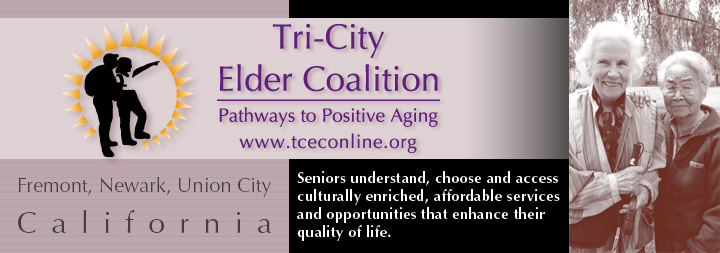 Tri-City
Elder Coalition
Pathways to Positive Aging
www.tceconline.org
Fremont, Newark, Union City
California
Seniors understand, choose and access
culturally enriched, affordable services
and opportunities that enhance their
quality of life.